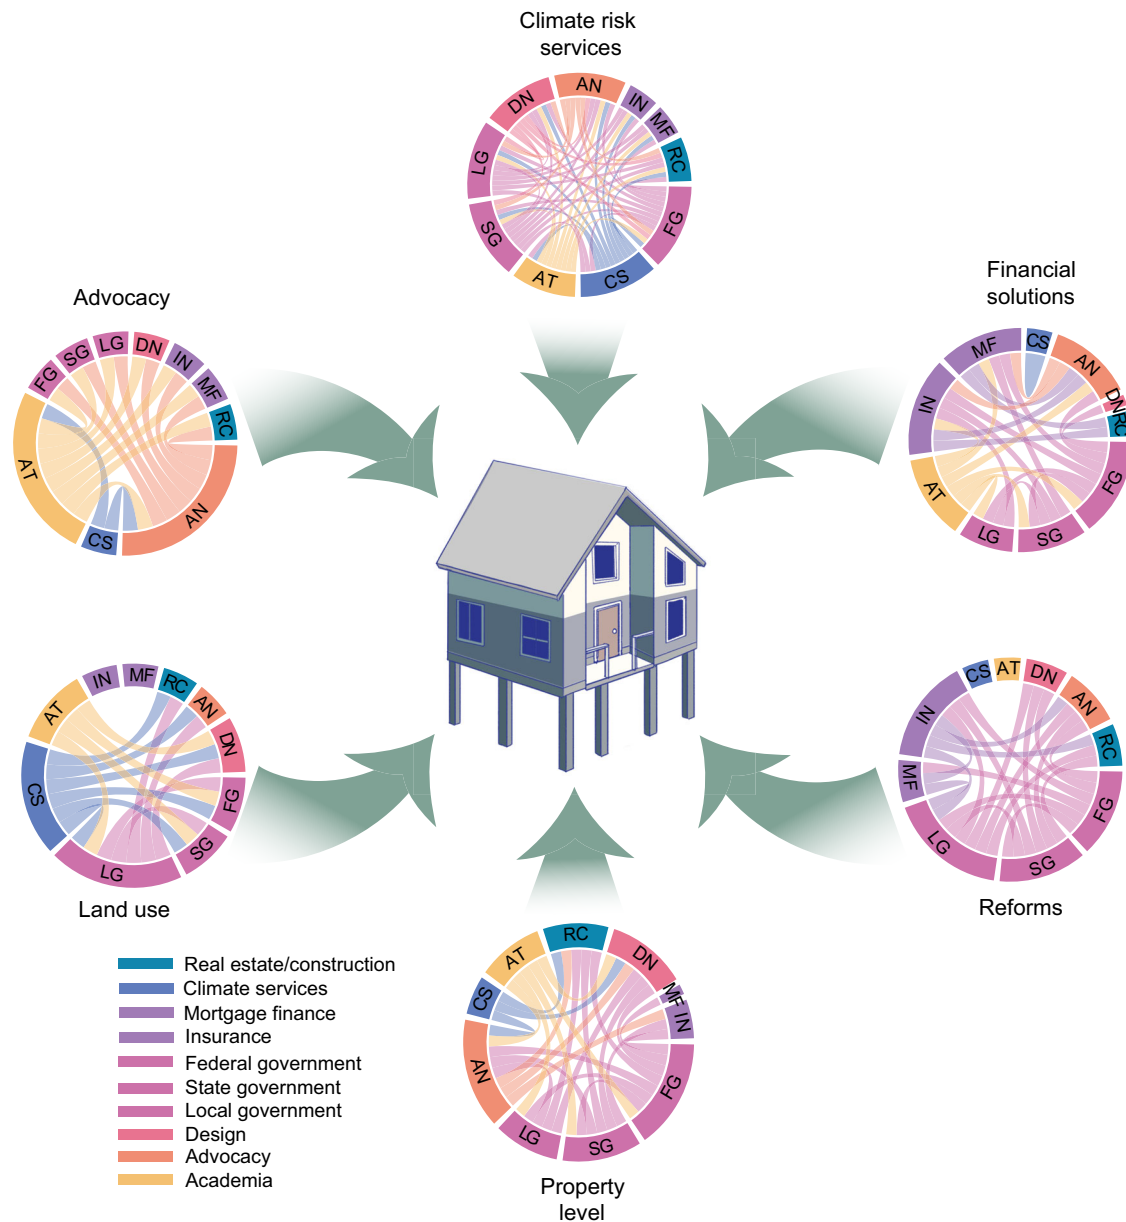 Climate risk
services
DN
AN
IN
MF
RC
FG
CS
AT
SG
LG
Advocacy
FG
SG
LG
DN
IN
MF
RC
AN
CS
AT
Financial
solutions
MF
CS
AN
DN
RC
FG
SG
LG
AT
IN
AT
IN
MF
RC
AN
DN
FG
SG
LG
CS
Land use
IN
CS
AT
DN
AN
RC
FG
SG
LG
MF
Reforms
AT
RC
DN
MF
IN
FG
SG
LG
AN
CS
Property
level
Real estate/construction
Climate services
Mortgage finance
Insurance
Federal government
State government
Local government
Design
Advocacy
Academia